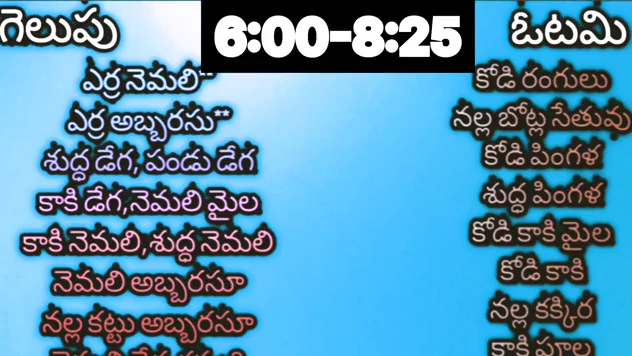 గెలుపు
6:00-8:25
ఓటమి
ఎర్ర నెమలి**
ఎర్ర అబ్బరసు**
శుద్ధ డేగ, పండు డేగ
కాకి డేగ,నెమలి మైల
కాకి నెమలి,శుద్ధ నెమలి
నెమలి అబ్బరసూ
నల్ల కట్టు అబ్బరసూ
కోడి రంగులు
నల్ల బోట్ల సేతువు
కోడి పింగళ
శుద్ధ పింగళ
కోడి కాకి మైల
కోడి కాకి
నల్ల కక్కిర